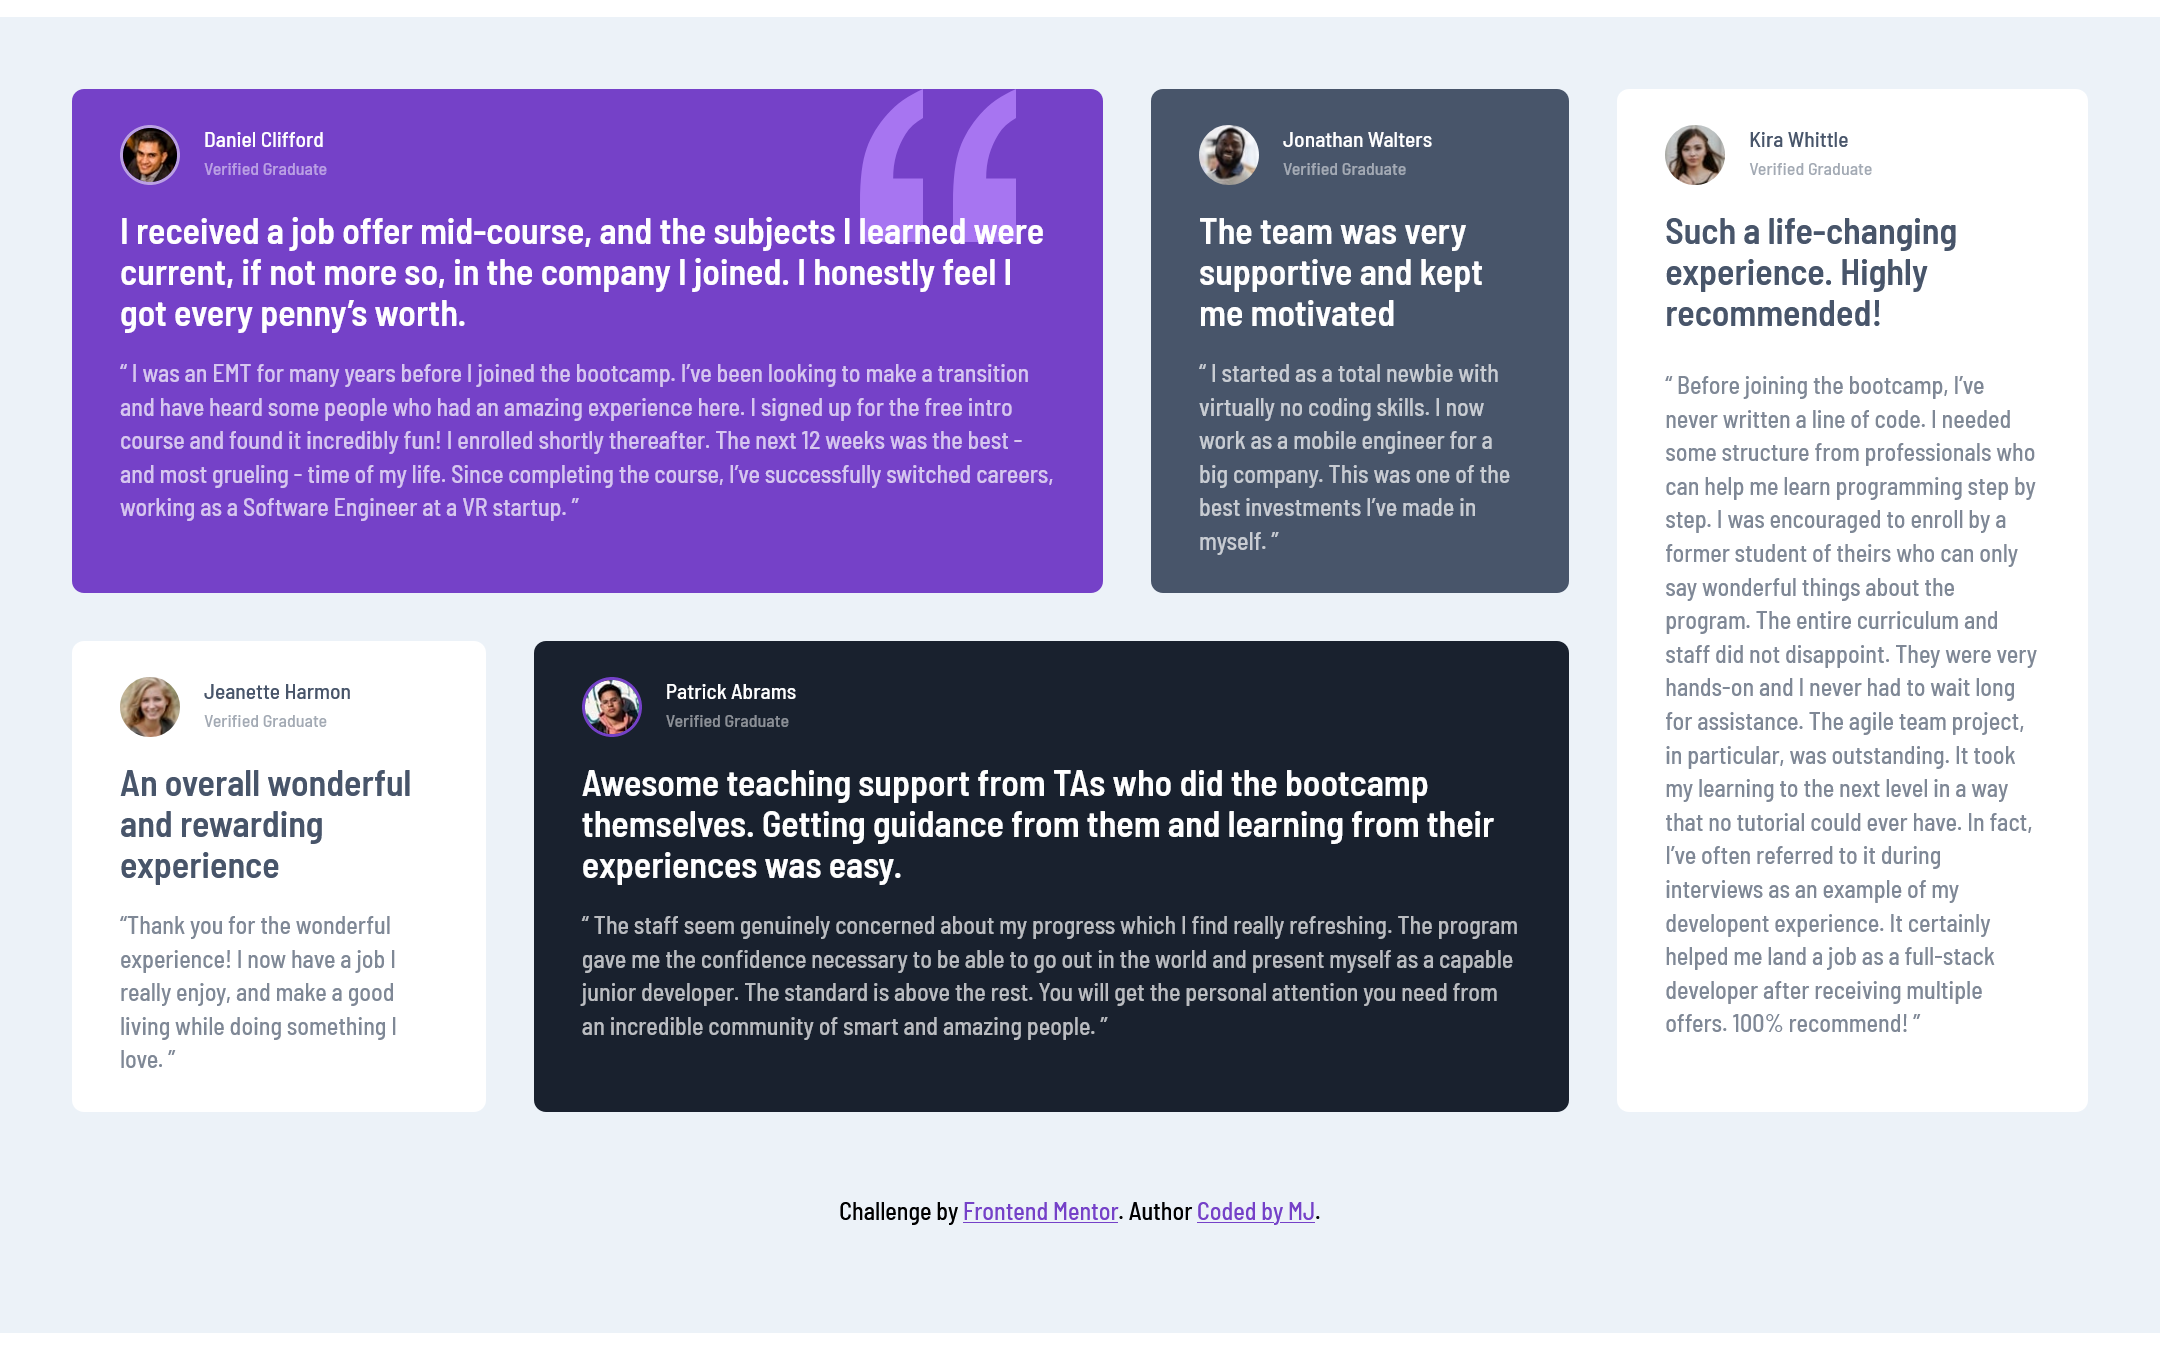 Daniel Clifford
Verified Graduate
I received a job offer mid-course, and the subjects I learned were
current, if not more so, in the company I joined. I honestly feel I
got every penny’s worth.
“ I was an EMT for many years before I joined the bootcamp. I’ve been looking to make a transition
and have heard some people who had an amazing experience here. I signed up for the free intro
course and found it incredibly fun! I enrolled shortly thereafter. The next 12 weeks was the best -
and most grueling - time of my life. Since completing the course, I’ve successfully switched careers,
working as a Software Engineer at a VR startup. ”
Jonathan Walters
Verified Graduate
The team was very
supportive and kept
me motivated
“ I started as a total newbie with
virtually no coding skills. I now
work as a mobile engineer for a
big company. This was one of the
best investments I’ve made in
myself. ”
Kira Whittle
Verified Graduate
Such a life-changing
experience. Highly
recommended!
“ Before joining the bootcamp, I’ve
never written a line of code. I needed
some structure from professionals who
can help me learn programming step by
step. I was encouraged to enroll by a
former student of theirs who can only
say wonderful things about the
program. The entire curriculum and
staff did not disappoint. They were very
hands-on and I never had to wait long
for assistance. The agile team project,
in particular, was outstanding. It took
my learning to the next level in a way
that no tutorial could ever have. In fact,
I’ve often referred to it during
interviews as an example of my
developent experience. It certainly
helped me land a job as a full-stack
developer after receiving multiple
offers. 100% recommend! ”
Jeanette Harmon
Verified Graduate
An overall wonderful
and rewarding
experience
“Thank you for the wonderful
experience! I now have a job I
really enjoy, and make a good
living while doing something I
love. ”
Patrick Abrams
Verified Graduate
Awesome teaching support from TAs who did the bootcamp
themselves. Getting guidance from them and learning from their
experiences was easy.
“ The staff seem genuinely concerned about my progress which I find really refreshing. The program
gave me the confidence necessary to be able to go out in the world and present myself as a capable
junior developer. The standard is above the rest. You will get the personal attention you need from
an incredible community of smart and amazing people. ”
Challenge by Frontend Mentor. Author Coded by MJ.